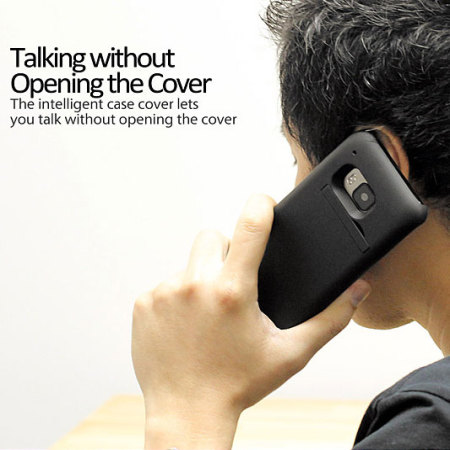 Talking without
Opening the Cover
The intelligent case cover lets
you talk without opening the cover